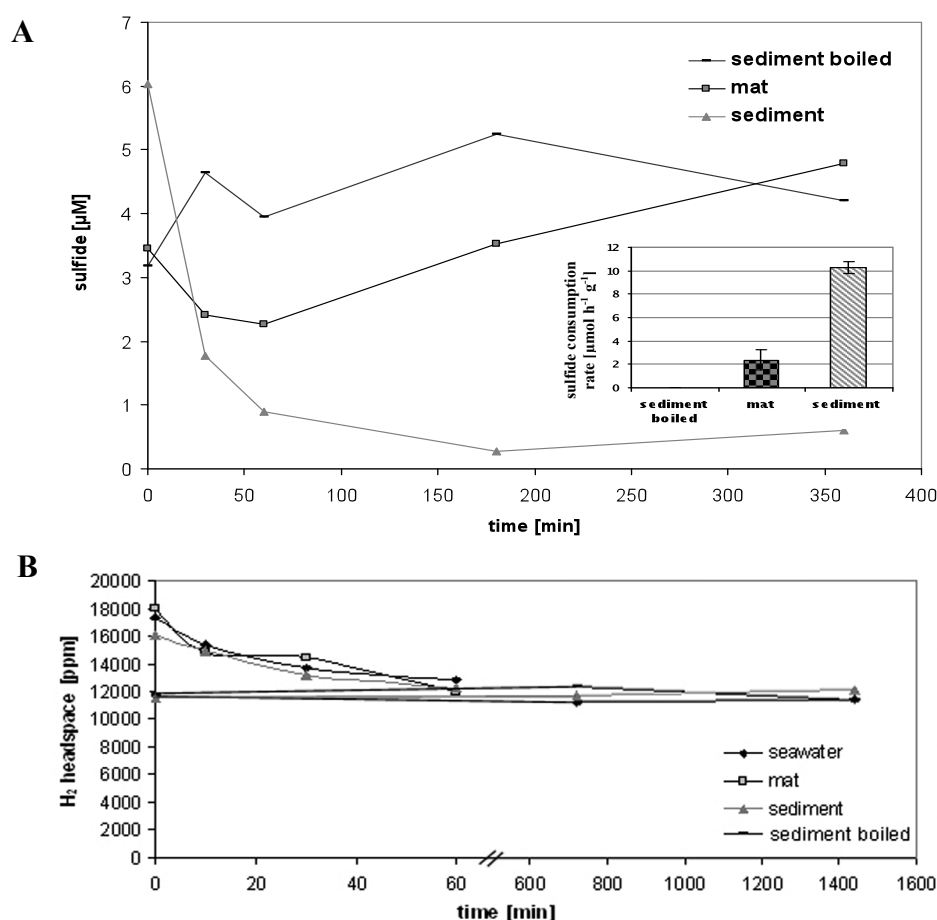 A
7
6
5
4
3
2
1
0
sulfide [µM]
sediment boiled
mat
sediment
12
10
8
6
4
2
0
sulfide consumption
rate [µmol h⁻¹ g⁻¹]
sediment boiled
mat
sediment
0 50 100 150 200 250 300 350 400
time [min]
B
20000
18000
16000
14000
12000
10000
8000
6000
4000
2000
0
H₂ headspace [ppm]
seawater
mat
sediment
sediment boiled
0 20 40 60 600 800 1000 1200 1400 1600
time [min]